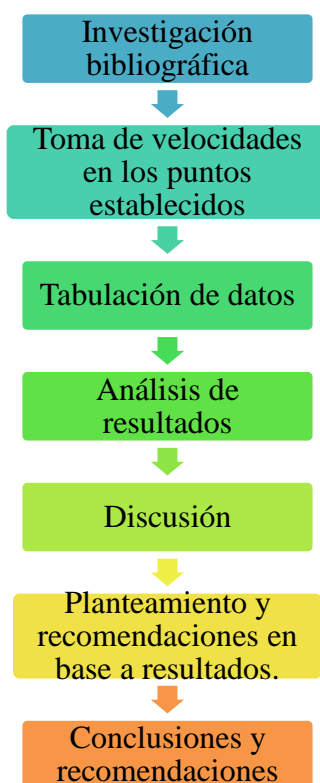 Investigación
bibliográfica
Toma de velocidades
en los puntos
establecidos
Tabulación de datos
Análisis de
resultados
Discusión
Planteamiento y
recomendaciones en
base a resultados.
Conclusiones y
recomendaciones